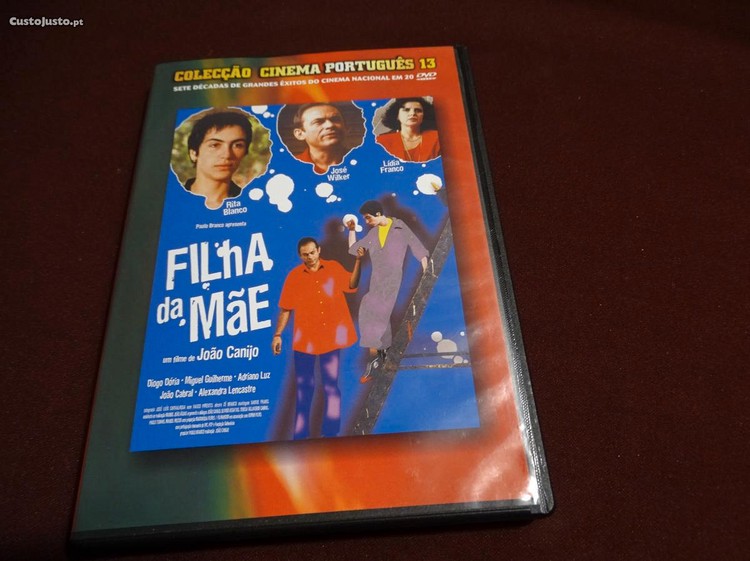 CustoJusto.pt
COLECÇÃO CINEMA PORTUGUÊS 13
SETE DÉCADAS DE GRANDES ÊXITOS DO CINEMA NACIONAL EM 20 DVD
Rita
Blanco
José
Wilker
Lídia
Franco
Paulo Branco apresenta
FILhA
da MãE
um filme de João Canijo
Diogo Dória • Miguel Guilherme • Adriano Luz
João Cabral • Alexandra Lencastre